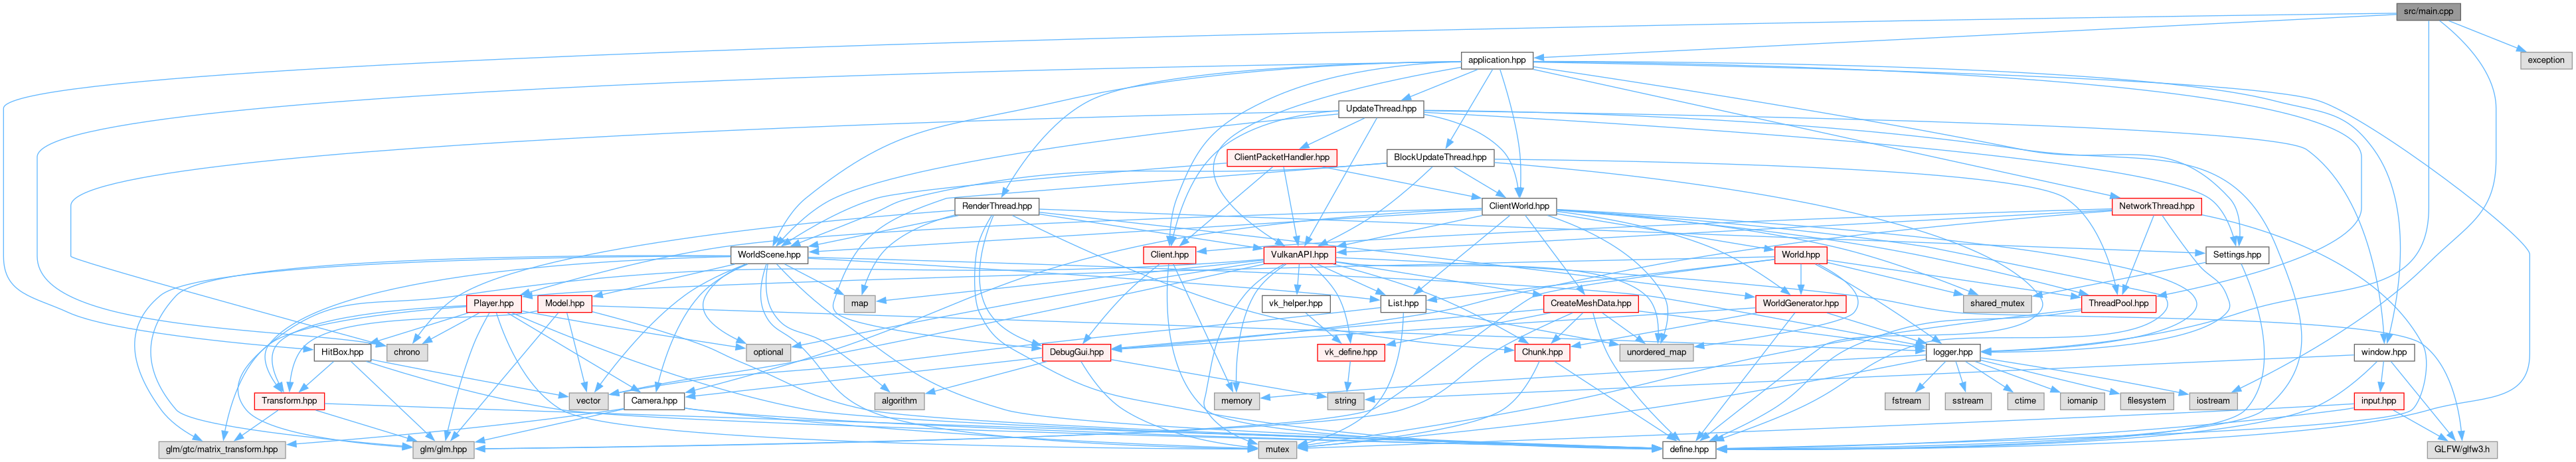 src/main.cpp
application.hpp
exception
UpdateThread.hpp
ClientPacketHandler.hpp
BlockUpdateThread.hpp
RenderThread.hpp
ClientWorld.hpp
NetworkThread.hpp
WorldScene.hpp
Client.hpp
VulkanAPI.hpp
World.hpp
Settings.hpp
Player.hpp
Model.hpp
map
vk_helper.hpp
List.hpp
CreateMeshData.hpp
WorldGenerator.hpp
shared_mutex
ThreadPool.hpp
HitBox.hpp
chrono
optional
DebugGui.hpp
vk_define.hpp
Chunk.hpp
unordered_map
logger.hpp
window.hpp
Transform.hpp
vector
Camera.hpp
algorithm
memory
string
fstream
sstream
ctime
iomanip
filesystem
iostream
input.hpp
glm/gtc/matrix_transform.hpp
glm/glm.hpp
mutex
define.hpp
GLFW/glfw3.h